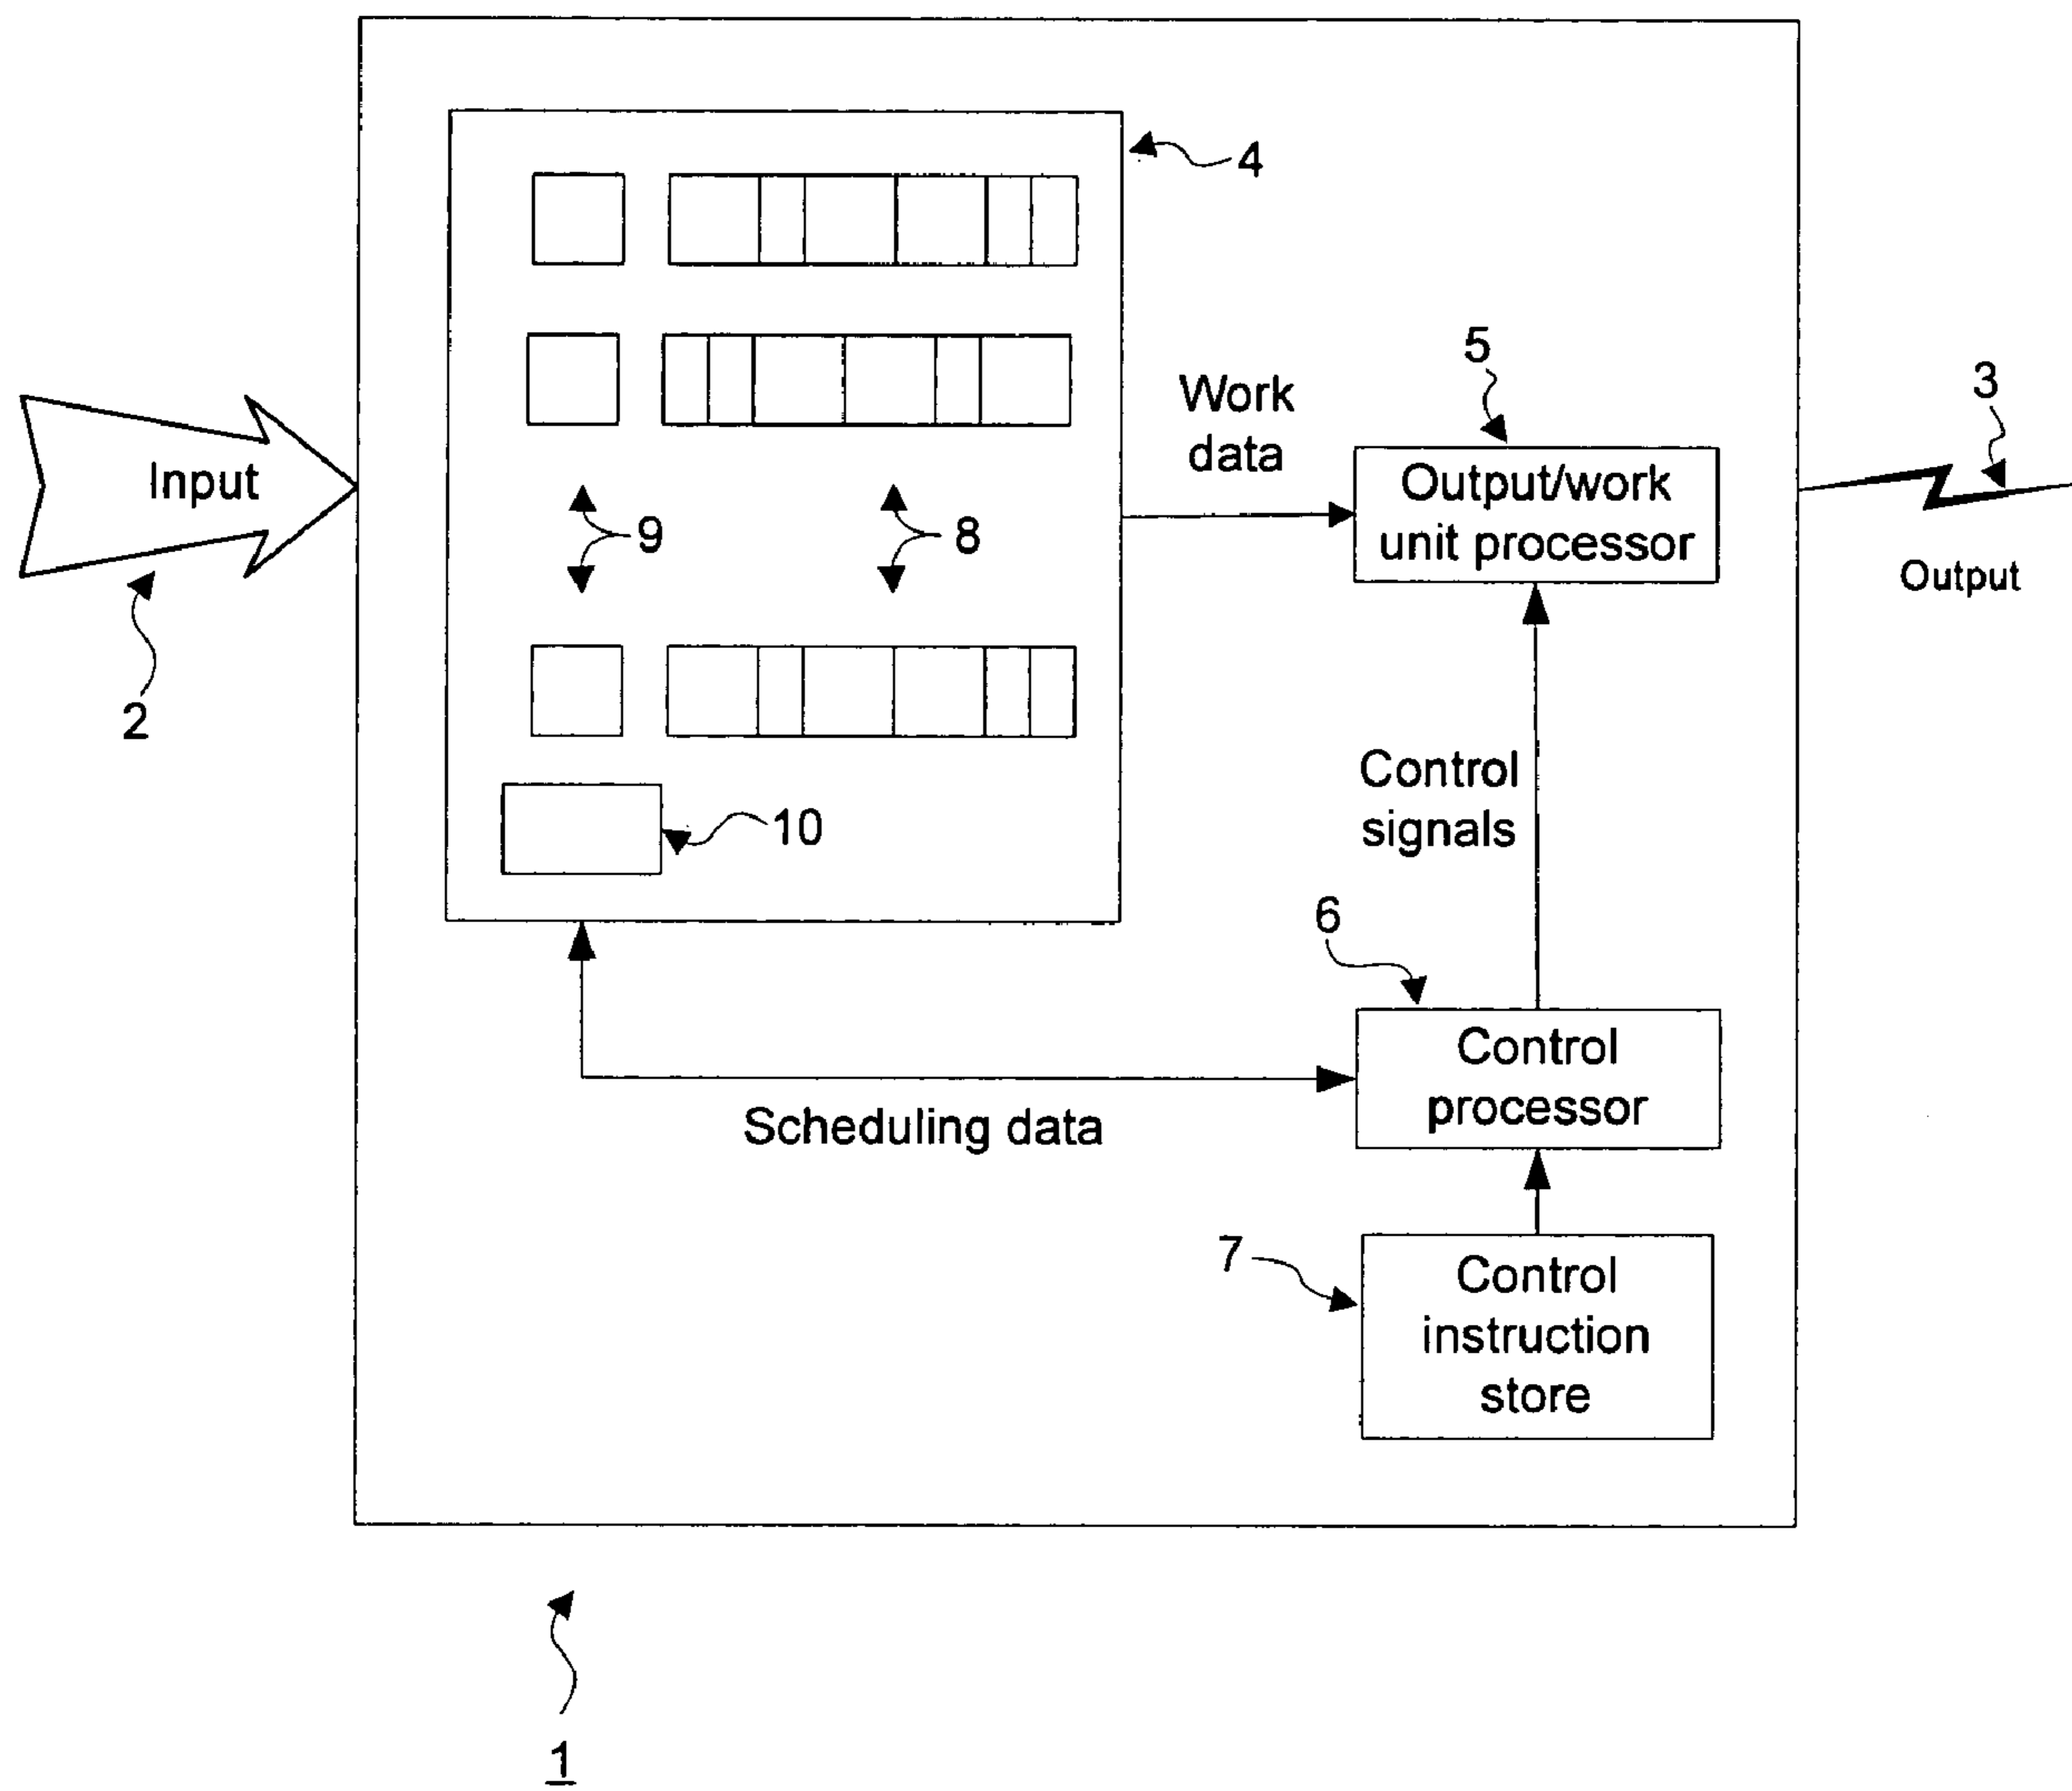 4
5
Work
data
3
Input
Output/work
unit processor
9
8
Output
2
Control
signals
10
6
Control
processor
Scheduling data
7
Control
instruction
store
1